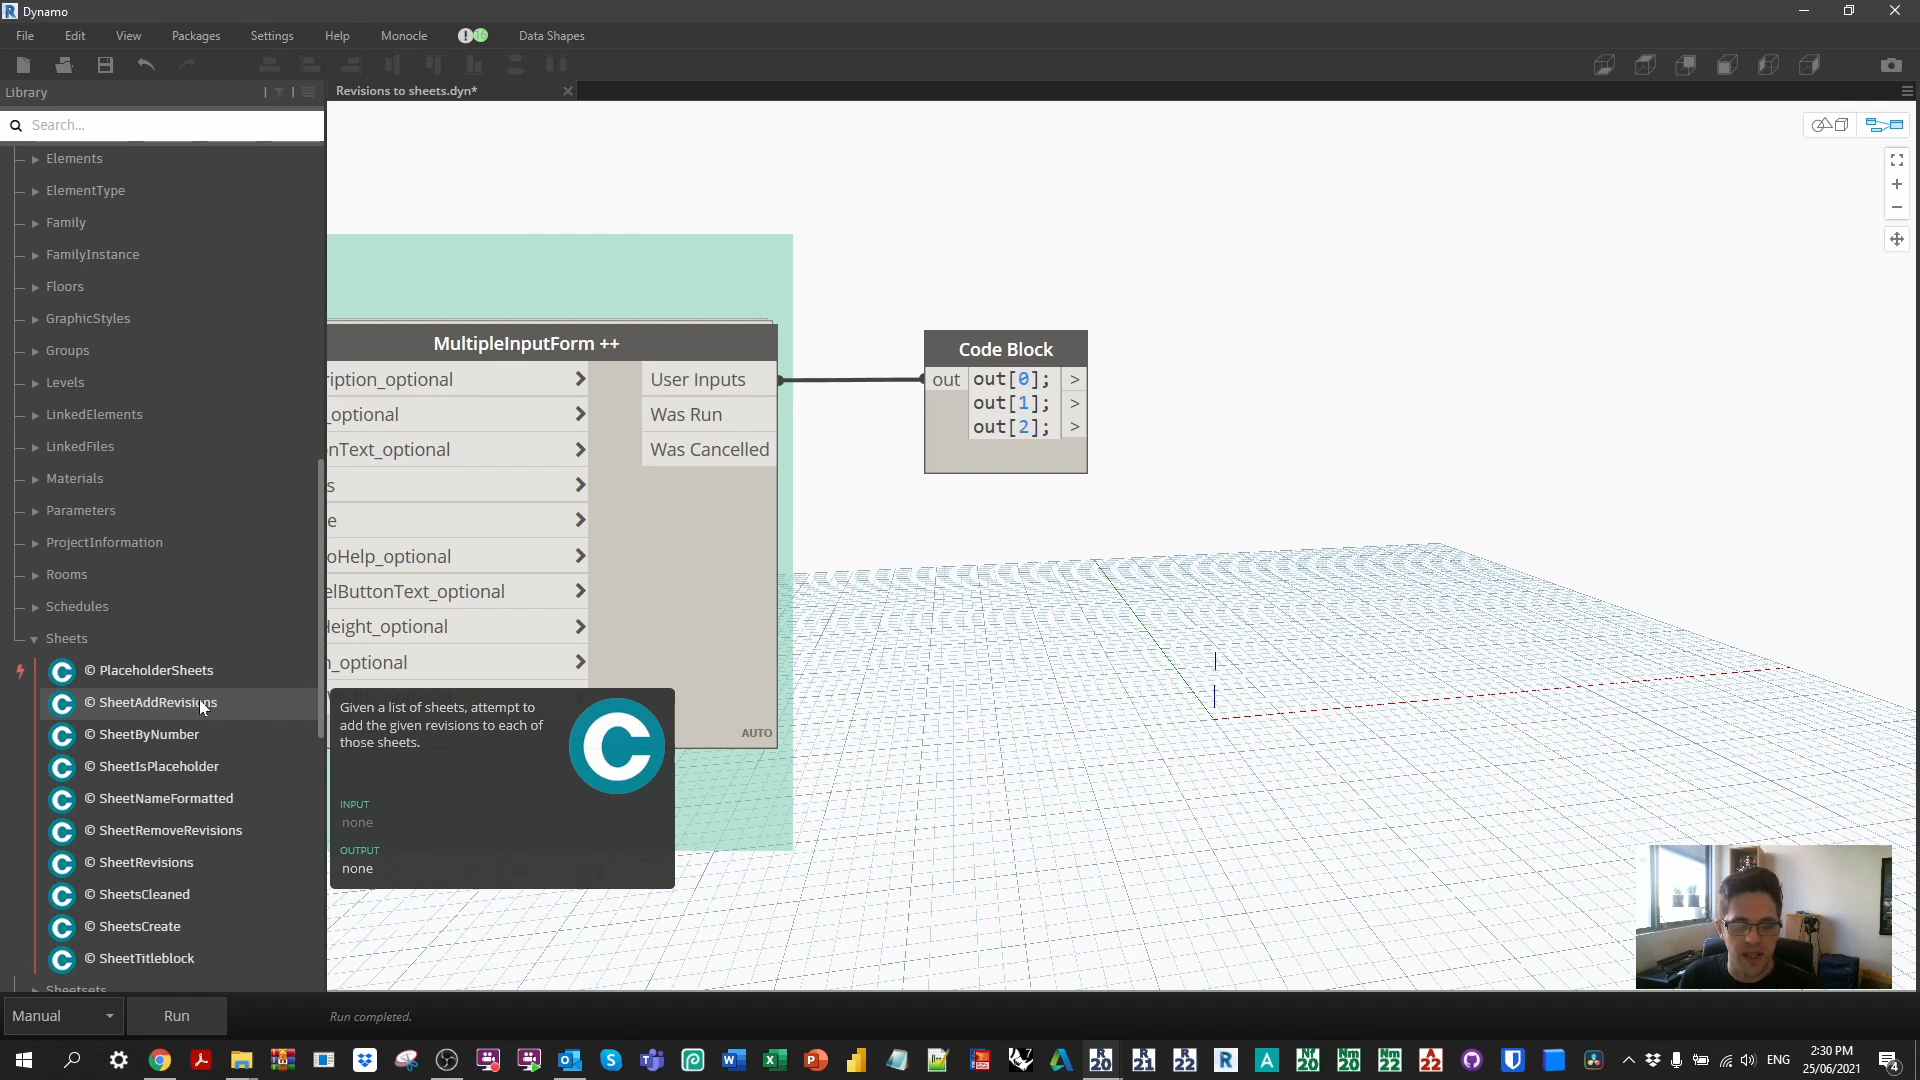 Dynamo
File Edit View Packages Settings Help Monocle ! Data Shapes
Library
Revisions to sheets.dyn*
Search...
Elements
ElementType
Family
FamilyInstance
Floors
GraphicStyles
Groups
Levels
LinkedElements
LinkedFiles
Materials
Parameters
ProjectInformation
Rooms
Schedules
Sheets
© PlaceholderSheets
© SheetAddRevisions
© SheetByNumber
© SheetIsPlaceholder
© SheetNameFormatted
© SheetRemoveRevisions
© SheetRevisions
© SheetsCleaned
© SheetsCreate
© SheetTitleblock
Sheetsets
MultipleInputForm ++
ription_optional
_optional
nText_optional
s
e
oHelp_optional
elButtonText_optional
Height_optional
_optional
User Inputs
Was Run
Was Cancelled
AUTO
Code Block
out
out[0]; >
out[1]; >
out[2]; >
Given a list of sheets, attempt to
add the given revisions to each of
those sheets.
INPUT
none
OUTPUT
none
C
Manual
Run
Run completed.
ENG
2:30 PM
25/06/2021